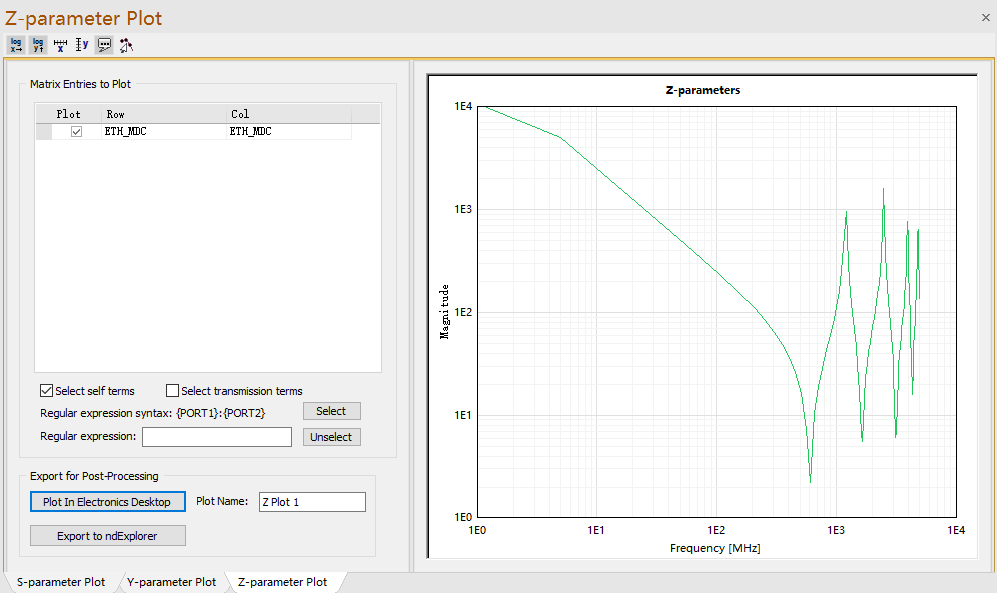 Z-parameter Plot
log x→ log y↑ x y
Matrix Entries to Plot
Plot Row Col
ETH_MDC ETH_MDC
Select self terms Select transmission terms
Regular expression syntax: {PORT1}:{PORT2} Select
Regular expression: Unselect
Export for Post-Processing
Plot In Electronics Desktop Plot Name: Z Plot 1
Export to ndExplorer
Z-parameters
1E4
1E3
1E2
1E1
1E0
Magnitude
1E0 1E1 1E2 1E3 1E4
Frequency [MHz]
S-parameter Plot Y-parameter Plot Z-parameter Plot